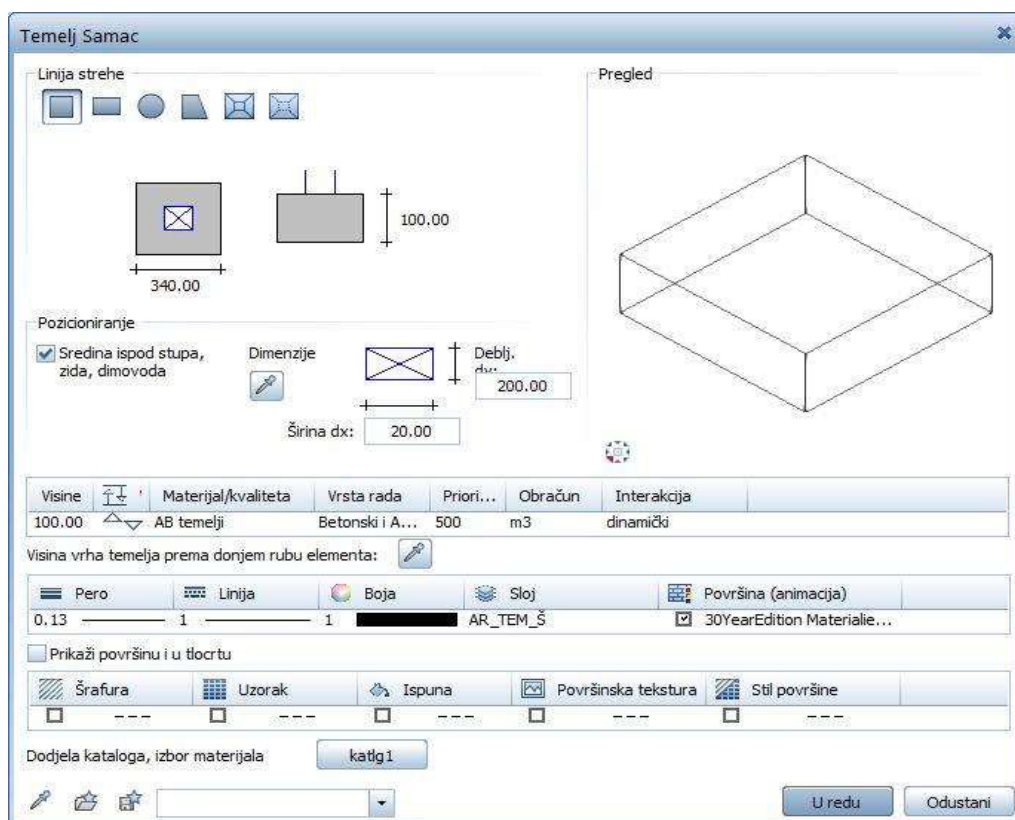 Temelj Samac
Linija strehe
Pregled
100.00
340.00
Pozicioniranje
Sredina ispod stupa,
zida, dimovoda
Dimenzije
Deblj.
dx:
200.00
Širina dx: 20.00
Visine Materijal/kvaliteta Vrsta rada Priori... Obračun Interakcija
100.00 AB temelji Betonski i A... 500 m3 dinamički
Visina vrha temelja prema donjem rubu elementa:
Pero Linija Boja Sloj Površina (animacija)
0.13 1 1 AR_TEM_Š 30YearEdition Materialie...
Prikaži površinu i u tlocrtu
Šrafura Uzorak Ispuna Površinska tekstura Stil površine
--- --- --- --- ---
Dodjela kataloga, izbor materijala katlg1
U redu Odustani